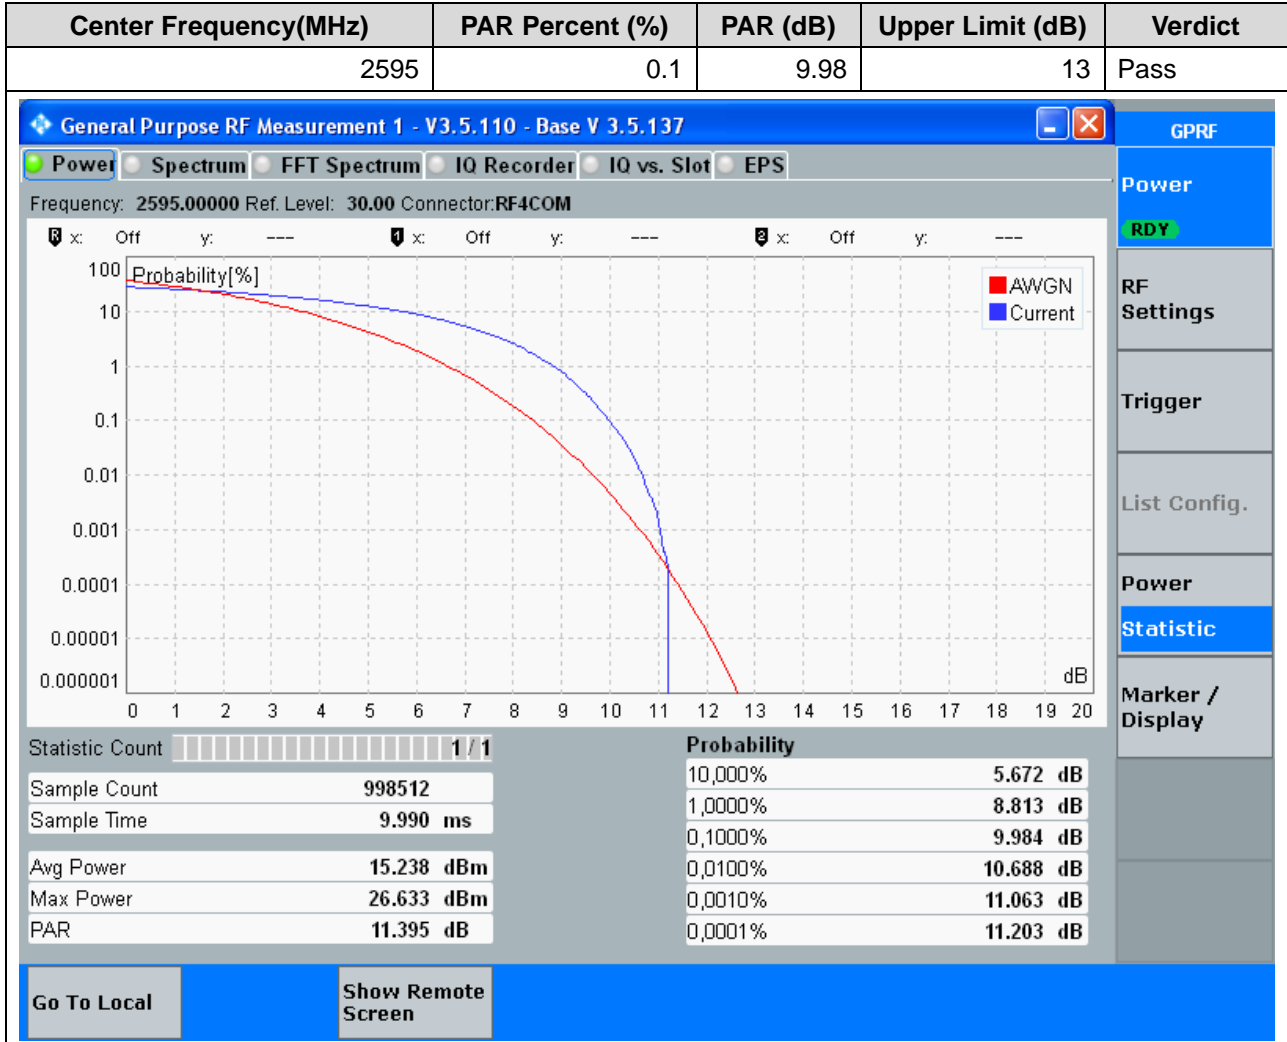 Center Frequency(MHz) PAR Percent (%) PAR (dB) Upper Limit (dB) Verdict
2595 0.1 9.98 13 Pass
General Purpose RF Measurement 1 - V3.5.110 - Base V 3.5.137
GPRF
Power Spectrum FFT Spectrum IQ Recorder IQ vs. Slot EPS
Frequency: 2595.00000 Ref. Level: 30.00 Connector:RF4COM
R x: Off y: --- 1 x: Off y: --- 2 x: Off y: ---
Probability[%]
100
10
1
0.1
0.01
0.001
0.0001
0.00001
0.000001
AWGN
Current
dB
0 1 2 3 4 5 6 7 8 9 10 11 12 13 14 15 16 17 18 19 20
Statistic Count 1 / 1
Sample Count 998512
Sample Time 9.990 ms
Avg Power 15.238 dBm
Max Power 26.633 dBm
PAR 11.395 dB
Probability
10,000% 5.672 dB
1,0000% 8.813 dB
0,1000% 9.984 dB
0,0100% 10.688 dB
0,0010% 11.063 dB
0,0001% 11.203 dB
Power
RDY
RF
Settings
Trigger
List Config.
Power
Statistic
Marker /
Display
Go To Local
Show Remote
Screen